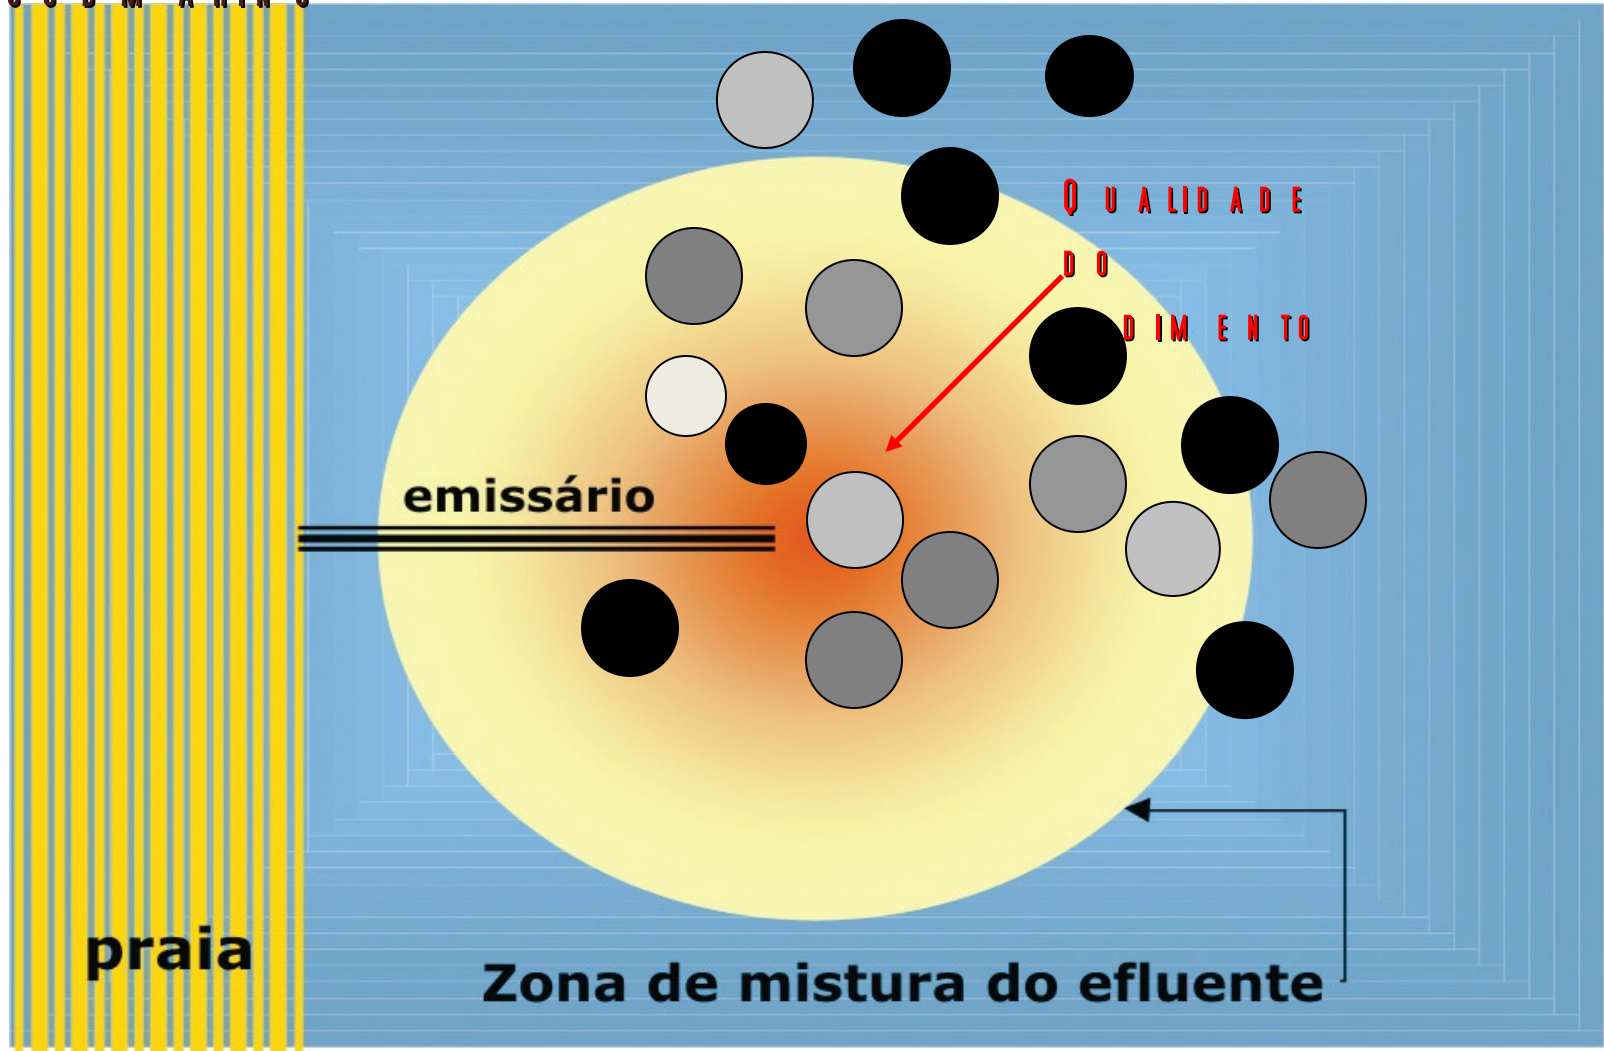 QUALIDADE
DO
DIMENTO
emissário
praia
Zona de mistura do efluente